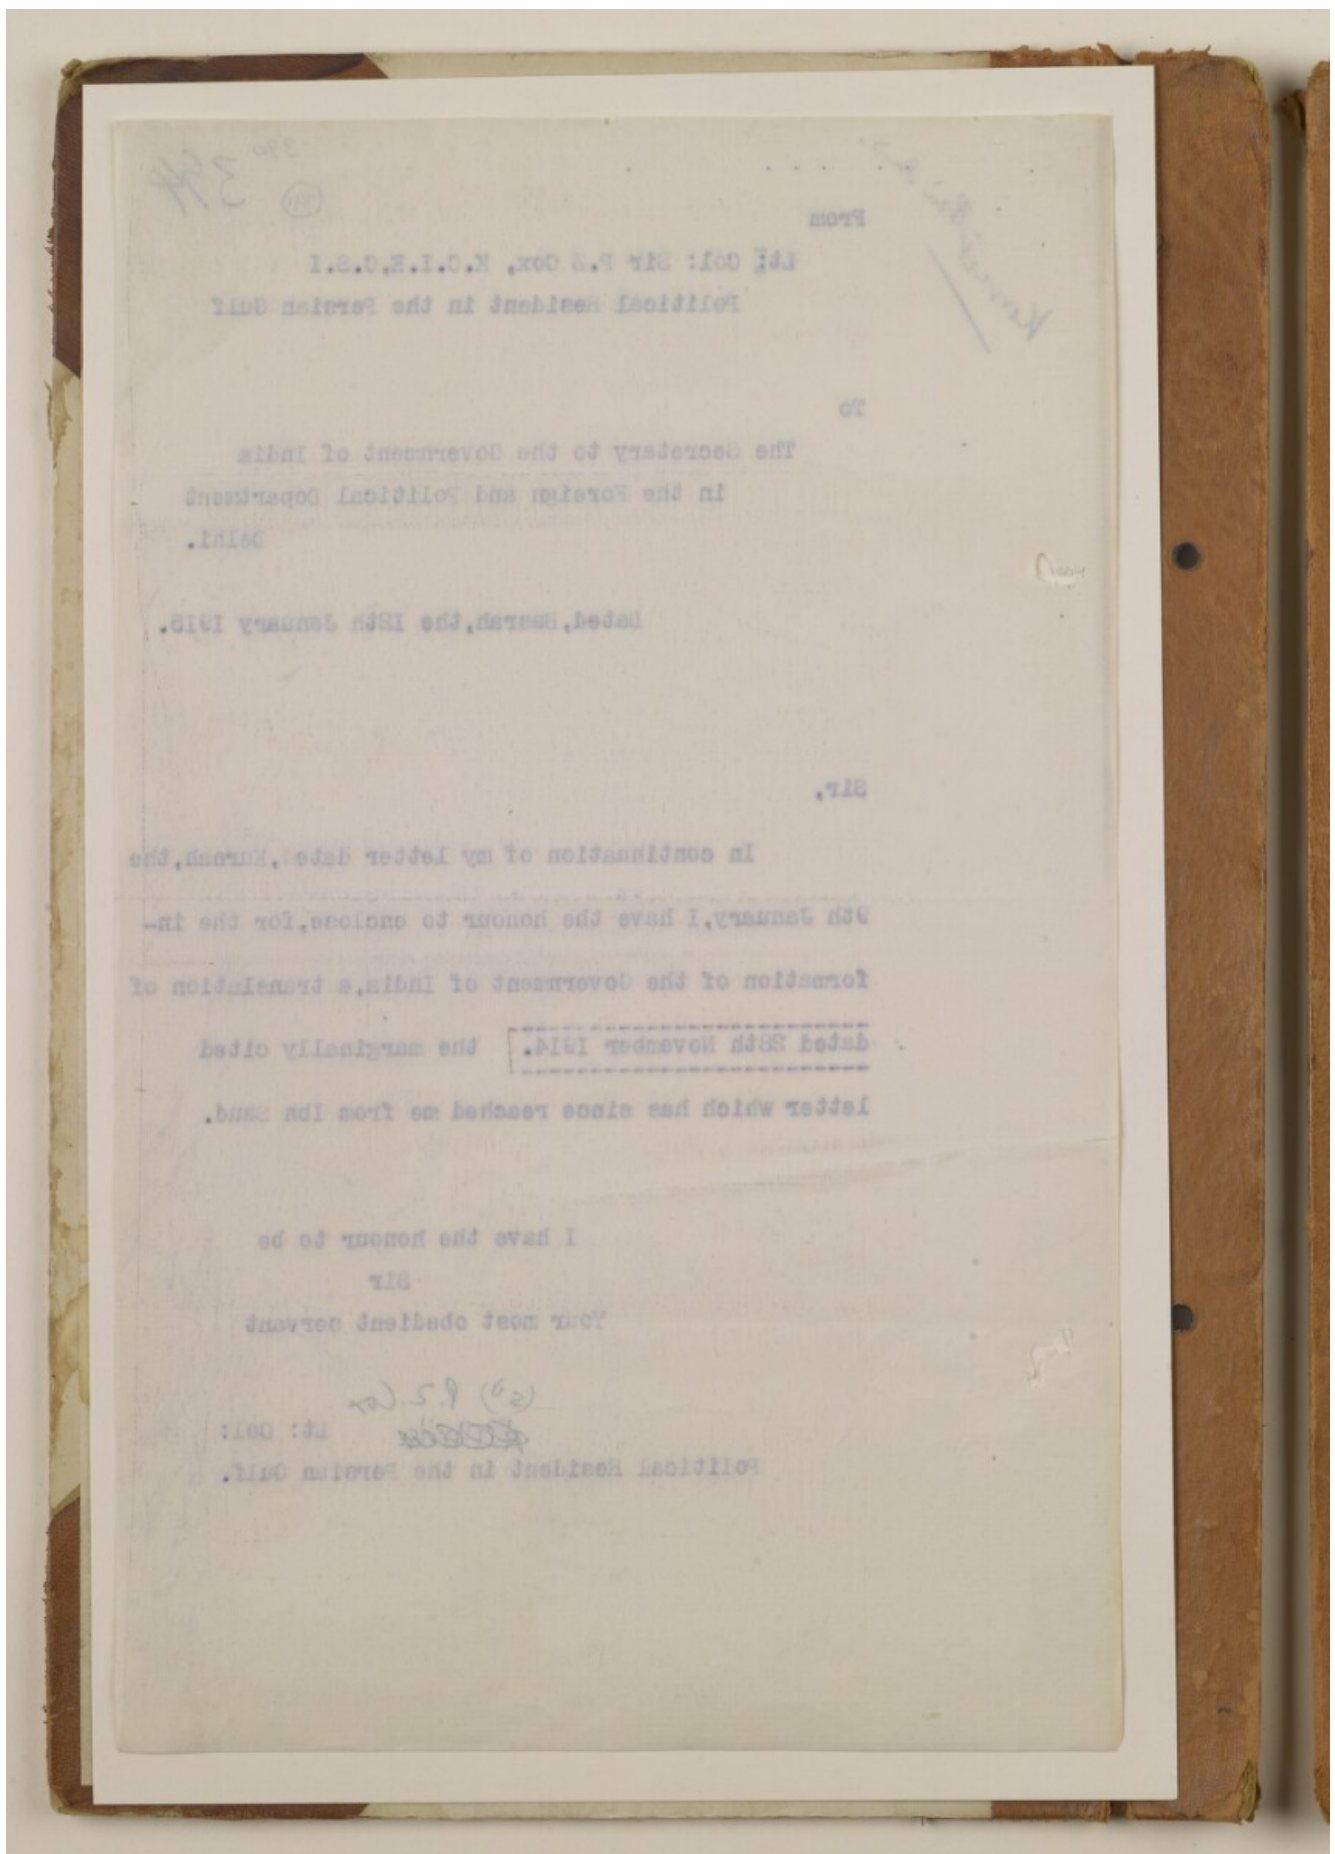 390
From
Lt: Col: Sir P.Z Cox, K.C.I.E,C.S.I
Political Resident in the Persian Gulf
To
The Secretary to the Government of India
in the Foreign and Political Department
Delhi.
Dated,Basrah,the 12th January 1915.
Sir,
In continuation of my letter dated,Kurnah,the
9th January,I have the honour to enclose,for the in-
formation of the Government of India,a translation of
dated 28th November 1914. the marginally cited
letter which has since reached me from Ibn Saud.
I have the honour to be
Sir
Your most obedient servant
(sd) P.Z. Cox
Lt: Col:
Political Resident in the Persian Gulf.